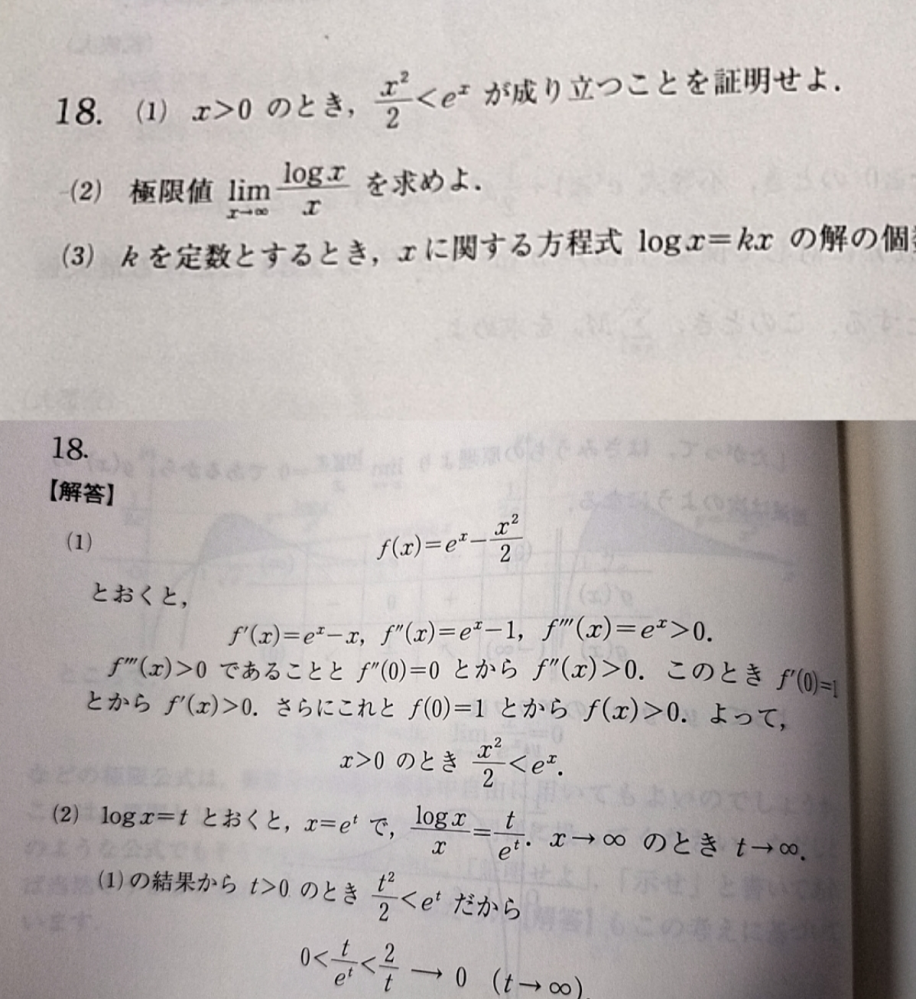 18. (1) x>0 のとき, x²/2<eˣ が成り立つことを証明せよ.
(2) 極限値 lim_{x→∞} log x/x を求めよ.
(3) k を定数とするとき, x に関する方程式 log x=kx の解の個
18.
【解答】
(1) f(x)=eˣ−x²/2
とおくと,
f′(x)=eˣ−x, f″(x)=eˣ−1, f‴(x)=eˣ>0.
f‴(x)>0 であることと f″(0)=0 とから f″(x)>0. このとき f′(0)=1
とから f′(x)>0. さらにこれと f(0)=1 とから f(x)>0. よって,
x>0 のとき x²/2<eˣ.
(2) log x=t とおくと, x=eᵗ で, log x/x=t/eᵗ. x→∞ のとき t→∞.
(1)の結果から t>0 のとき t²/2<eᵗ だから
0<t/eᵗ<2/t → 0 (t→∞).